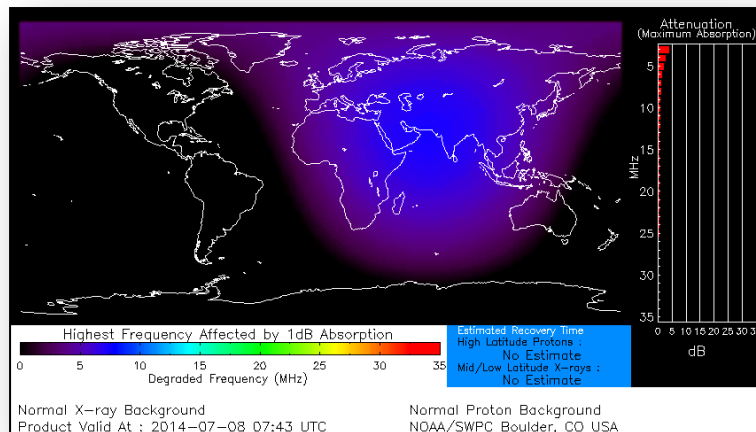 Attenuation
(Maximum Absorption)
5
10
15
20
25
30
35
MHz
0 5 10 15 20 25 30 3
dB
Highest Frequency Affected by 1dB Absorption
0 5 10 15 20 25 30 35
Degraded Frequency (MHz)
Estimated Recovery Time
High Latitude Protons :
No Estimate
Mid/Low Latitude X-rays :
No Estimate
Normal X-ray Background
Product Valid At : 2014-07-08 07:43 UTC
Normal Proton Background
NOAA/SWPC Boulder, CO USA